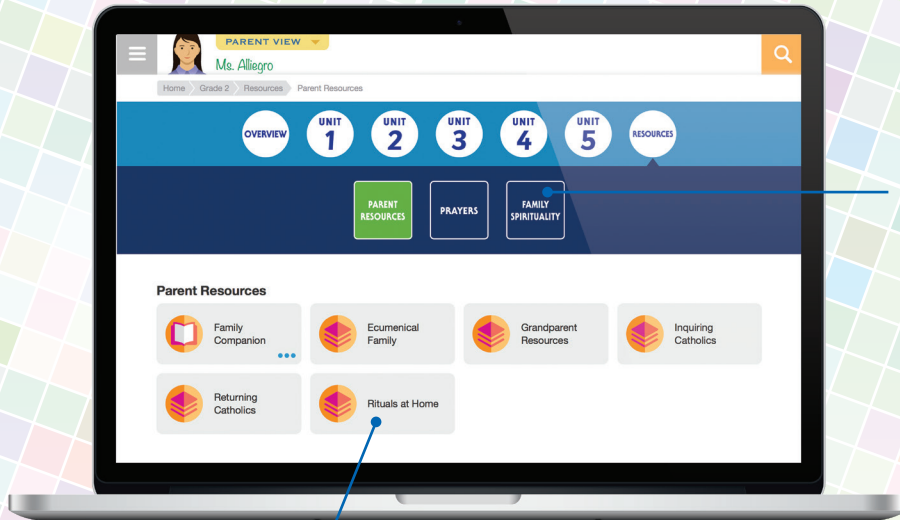 PARENT VIEW
Ms. Alliegro
Home Grade 2 Resources Parent Resources
OVERVIEW
UNIT
1
UNIT
2
UNIT
3
UNIT
4
UNIT
5
RESOURCES
PARENT
RESOURCES
PRAYERS
FAMILY
SPIRITUALITY
Parent Resources
Family
Companion
Ecumenical
Family
Grandparent
Resources
Inquiring
Catholics
Returning
Catholics
Rituals at Home